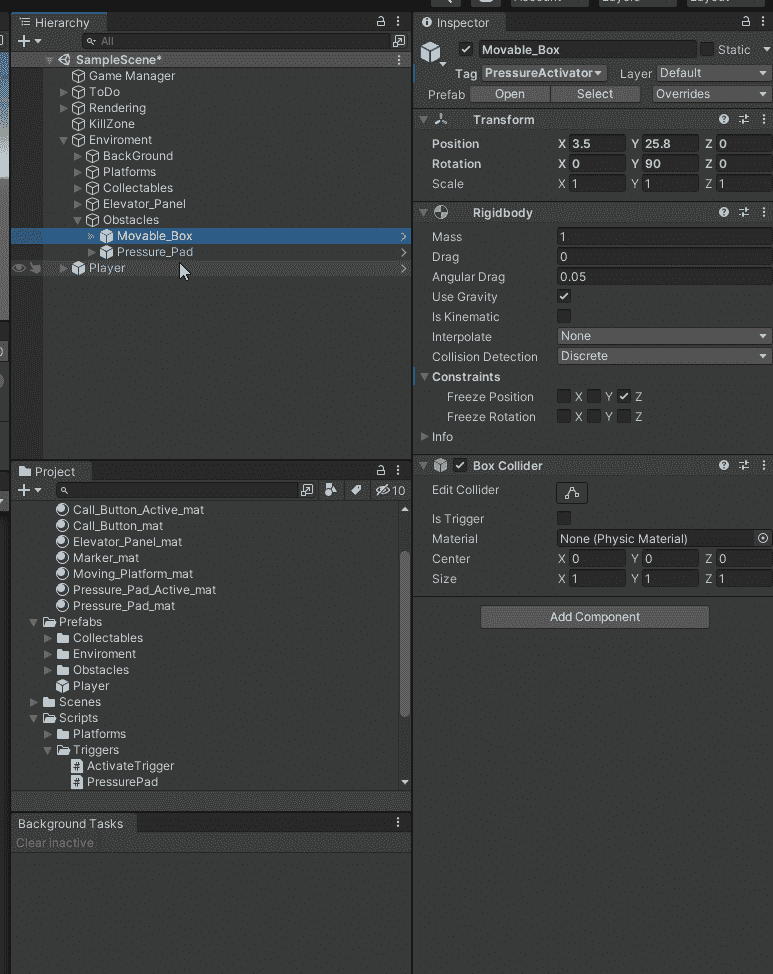 Hierarchy
All
SampleScene*
Game Manager
ToDo
Rendering
KillZone
Enviroment
BackGround
Platforms
Collectables
Elevator_Panel
Obstacles
Movable_Box
Pressure_Pad
Player
Project
10
Call_Button_Active_mat
Call_Button_mat
Elevator_Panel_mat
Marker_mat
Moving_Platform_mat
Pressure_Pad_Active_mat
Pressure_Pad_mat
Prefabs
Collectables
Enviroment
Obstacles
Player
Scenes
Scripts
Platforms
Triggers
ActivateTrigger
PressurePad
Background Tasks
Clear inactive
Inspector
Movable_Box Static
Tag PressureActivator Layer Default
Prefab Open Select Overrides
Transform
Position X 3.5 Y 25.8 Z 0
Rotation X 0 Y 90 Z 0
Scale X 1 Y 1 Z 1
Rigidbody
Mass 1
Drag 0
Angular Drag 0.05
Use Gravity
Is Kinematic
Interpolate None
Collision Detection Discrete
Constraints
Freeze Position X Y Z
Freeze Rotation X Y Z
Info
Box Collider
Edit Collider
Is Trigger
Material None (Physic Material)
Center X 0 Y 0 Z 0
Size X 1 Y 1 Z 1
Add Component